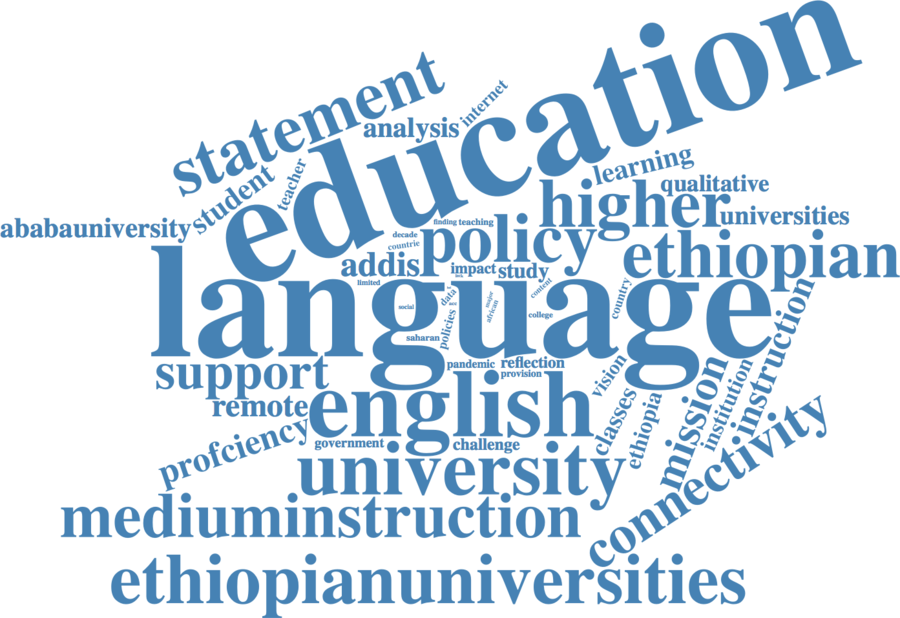 education
statement
internet
analysis
student
teacher
learning
qualitative
higher
universities
ababauniversity
finding
teaching
decade
countrie
policy
ethiopian
addis
impact
study
limited
language
data
content
country
major
african
social
college
policies
saharan
instruction
support
pandemic
reflection
provision
vision
remote
english
classes
ethiopia
mission
institution
profciency
government
challenge
university
connectivity
mediuminstruction
ethiopianuniversities